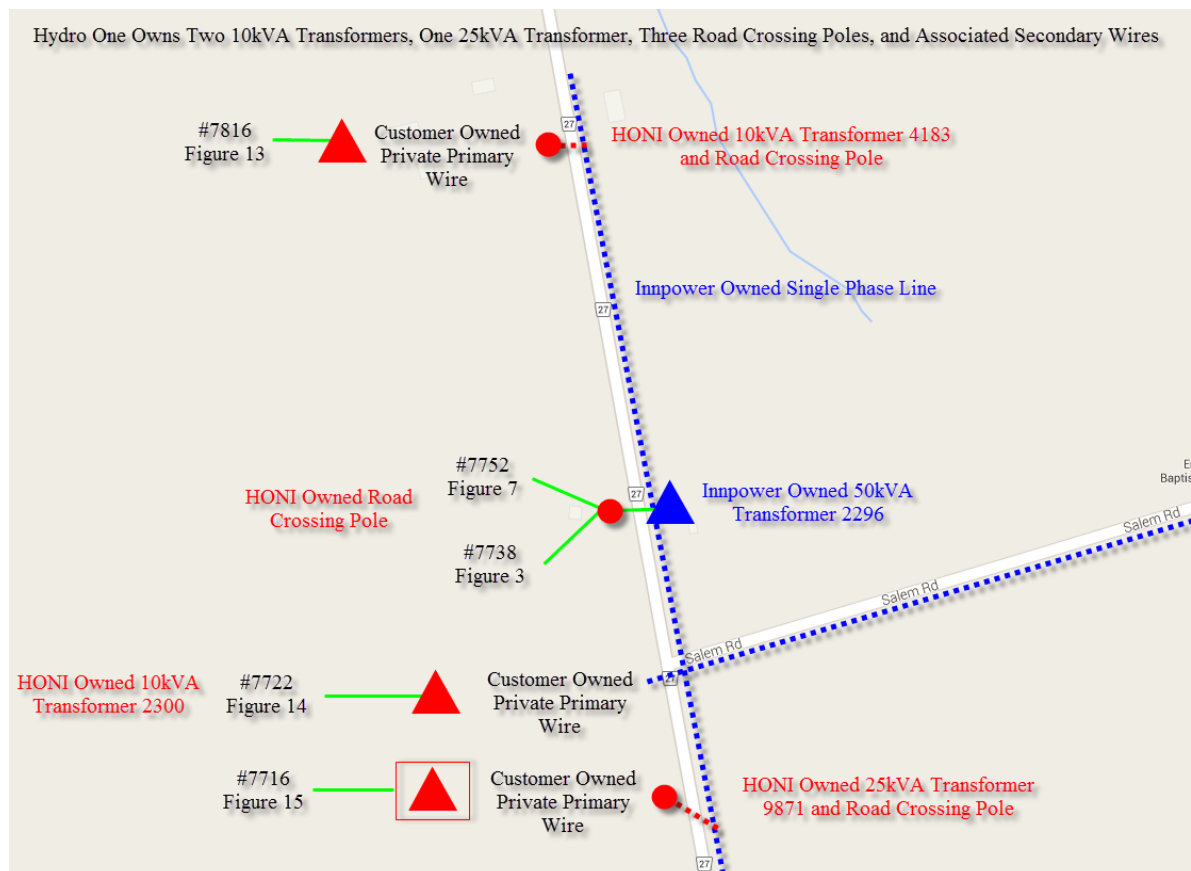 Hydro One Owns Two 10kVA Transformers, One 25kVA Transformer, Three Road Crossing Poles, and Associated Secondary Wires
27
#7816
Figure 13
Customer Owned
Private Primary
Wire
HONI Owned 10kVA Transformer 4183
and Road Crossing Pole
27
Innpower Owned Single Phase Line
#7752
Figure 7
HONI Owned Road
Crossing Pole
27
Innpower Owned 50kVA
Transformer 2296
Baptis
#7738
Figure 3
Salem Rd
Salem Rd
Salem Rd
HONI Owned 10kVA
Transformer 2300
#7722
Figure 14
Customer Owned
Private Primary
Wire
27
#7716
Figure 15
Customer Owned
Private Primary
Wire
HONI Owned 25kVA Transformer
9871 and Road Crossing Pole
27